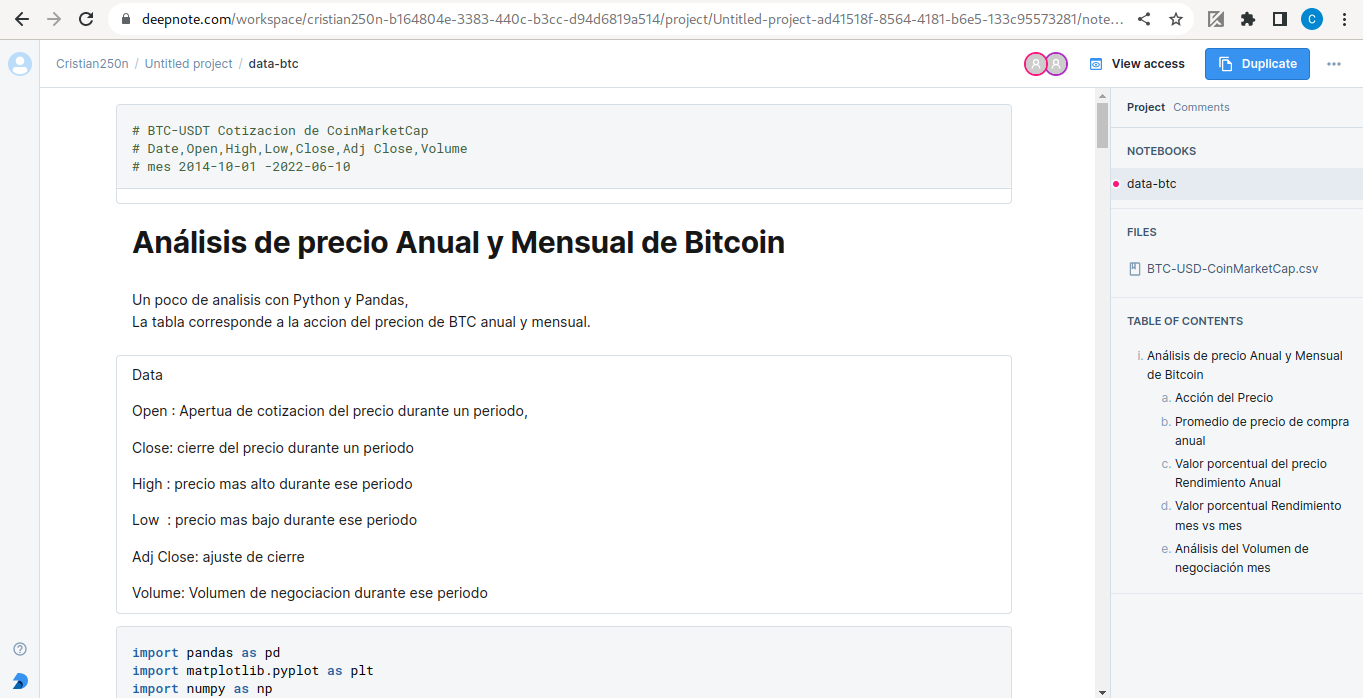 deepnote.com/workspace/cristian250n-b164804e-3383-440c-b3cc-d94d6819a514/project/Untitled-project-ad41518f-8564-4181-b6e5-133c95573281/note...
C
Cristian250n / Untitled project / data-btc
View access
Duplicate
# BTC-USDT Cotizacion de CoinMarketCap
# Date,Open,High,Low,Close,Adj Close,Volume
# mes 2014-10-01 -2022-06-10
Análisis de precio Anual y Mensual de Bitcoin
Un poco de analisis con Python y Pandas,
La tabla corresponde a la accion del precion de BTC anual y mensual.
Data
Open : Apertua de cotizacion del precio durante un periodo,
Close: cierre del precio durante un periodo
High : precio mas alto durante ese periodo
Low  : precio mas bajo durante ese periodo
Adj Close: ajuste de cierre
Volume: Volumen de negociacion durante ese periodo
import pandas as pd
import matplotlib.pyplot as plt
import numpy as np
Project Comments
NOTEBOOKS
data-btc
FILES
BTC-USD-CoinMarketCap.csv
TABLE OF CONTENTS
i. Análisis de precio Anual y Mensual
de Bitcoin
a. Acción del Precio
b. Promedio de precio de compra
anual
c. Valor porcentual del precio
Rendimiento Anual
d. Valor porcentual Rendimiento
mes vs mes
e. Análisis del Volumen de
negociación mes